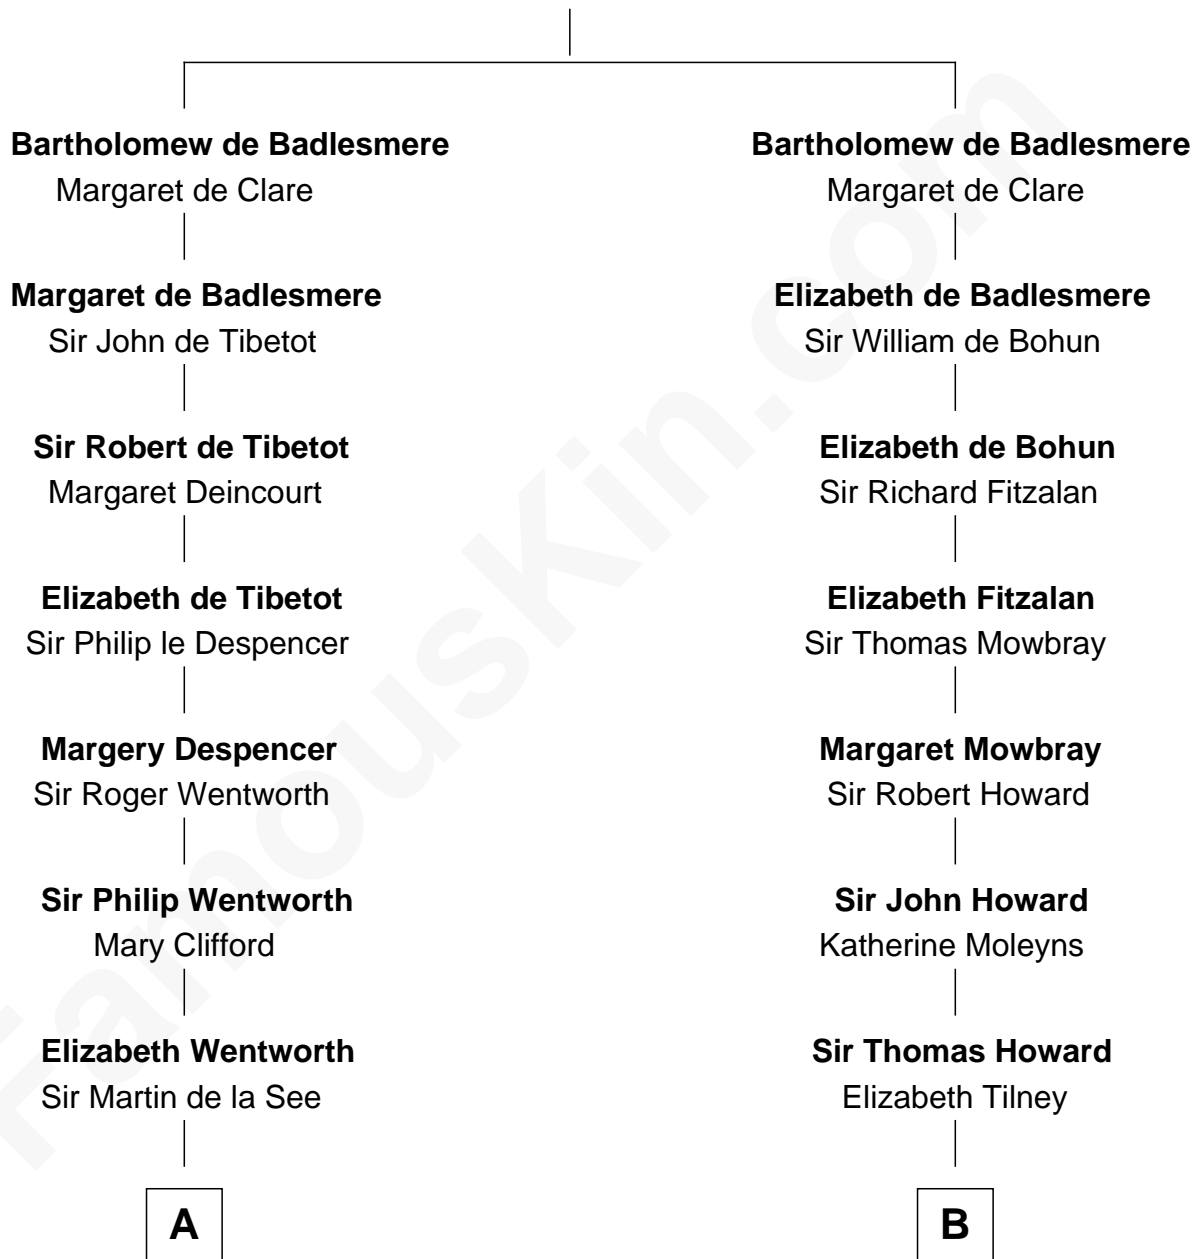 Bartholomew de Badlesmere
Margaret de Clare
Margaret de Badlesmere
Sir John de Tibetot
Sir Robert de Tibetot
Margaret Deincourt
Elizabeth de Tibetot
Sir Philip le Despencer
Margery Despencer
Sir Roger Wentworth
Sir Philip Wentworth
Mary Clifford
Elizabeth Wentworth
Sir Martin de la See
A
Bartholomew de Badlesmere
Margaret de Clare
Elizabeth de Badlesmere
Sir William de Bohun
Elizabeth de Bohun
Sir Richard Fitzalan
Elizabeth Fitzalan
Sir Thomas Mowbray
Margaret Mowbray
Sir Robert Howard
Sir John Howard
Katherine Moleyns
Sir Thomas Howard
Elizabeth Tilney
B
FamousKin.com